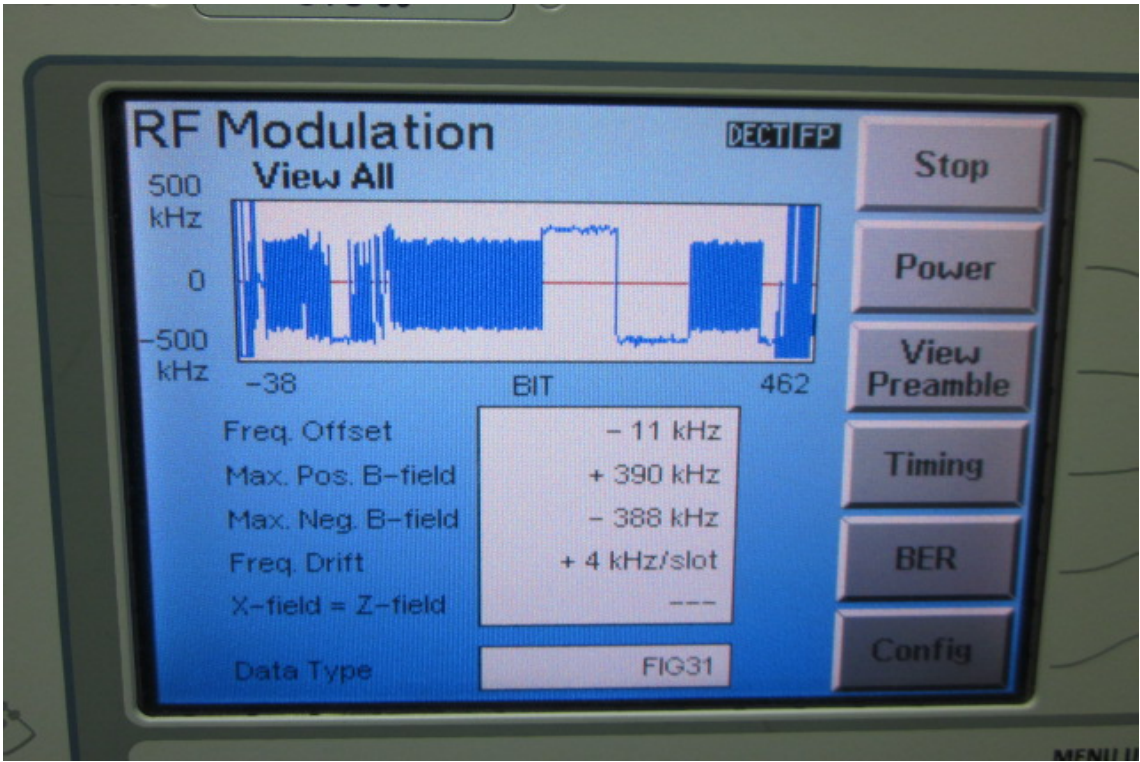 RF Modulation
DECT FP
View All
500
kHz
0
-500
kHz
-38 BIT 462
Freq. Offset - 11 kHz
Max. Pos. B-field + 390 kHz
Max. Neg. B-field - 388 kHz
Freq. Drift + 4 kHz/slot
X-field = Z-field ---
Data Type FIG31
Stop
Power
View
Preamble
Timing
BER
Config
MENU